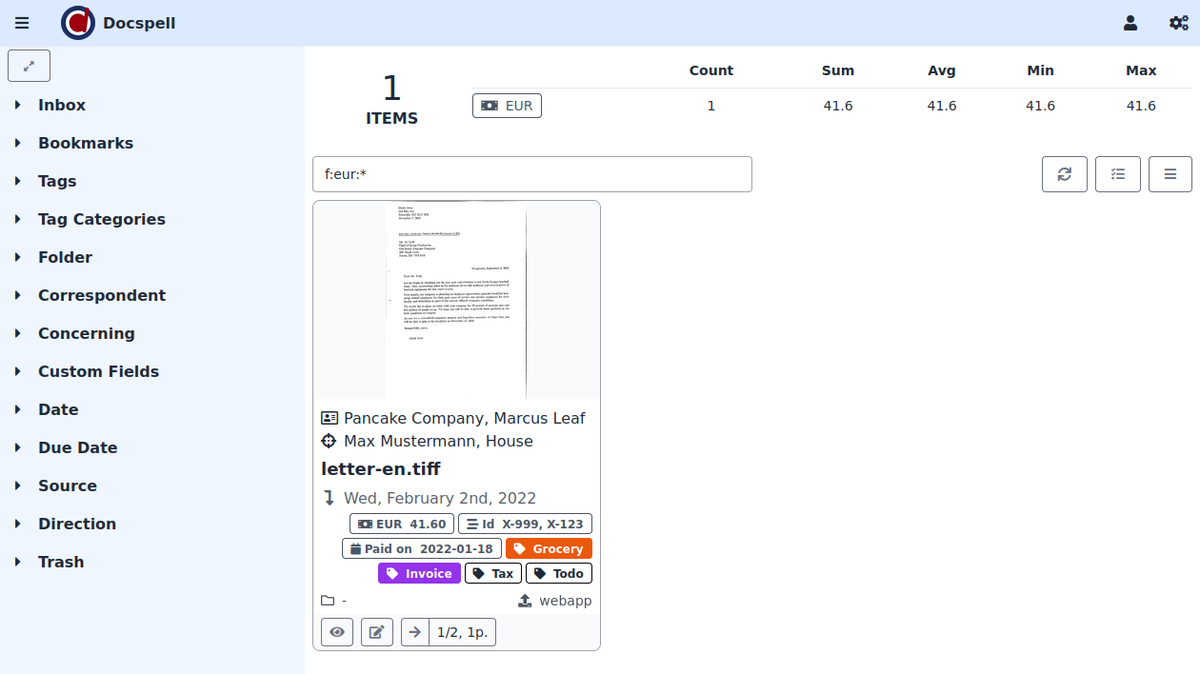 Docspell
Inbox
Bookmarks
Tags
Tag Categories
Folder
Correspondent
Concerning
Custom Fields
Date
Due Date
Source
Direction
Trash
1
ITEMS
Count Sum Avg Min Max
EUR 1 41.6 41.6 41.6 41.6
f:eur:*
Pancake Company, Marcus Leaf
Max Mustermann, House
letter-en.tiff
Wed, February 2nd, 2022
EUR 41.60 Id X-999, X-123
Paid on 2022-01-18 Grocery
Invoice Tax Todo
- webapp
1/2, 1p.